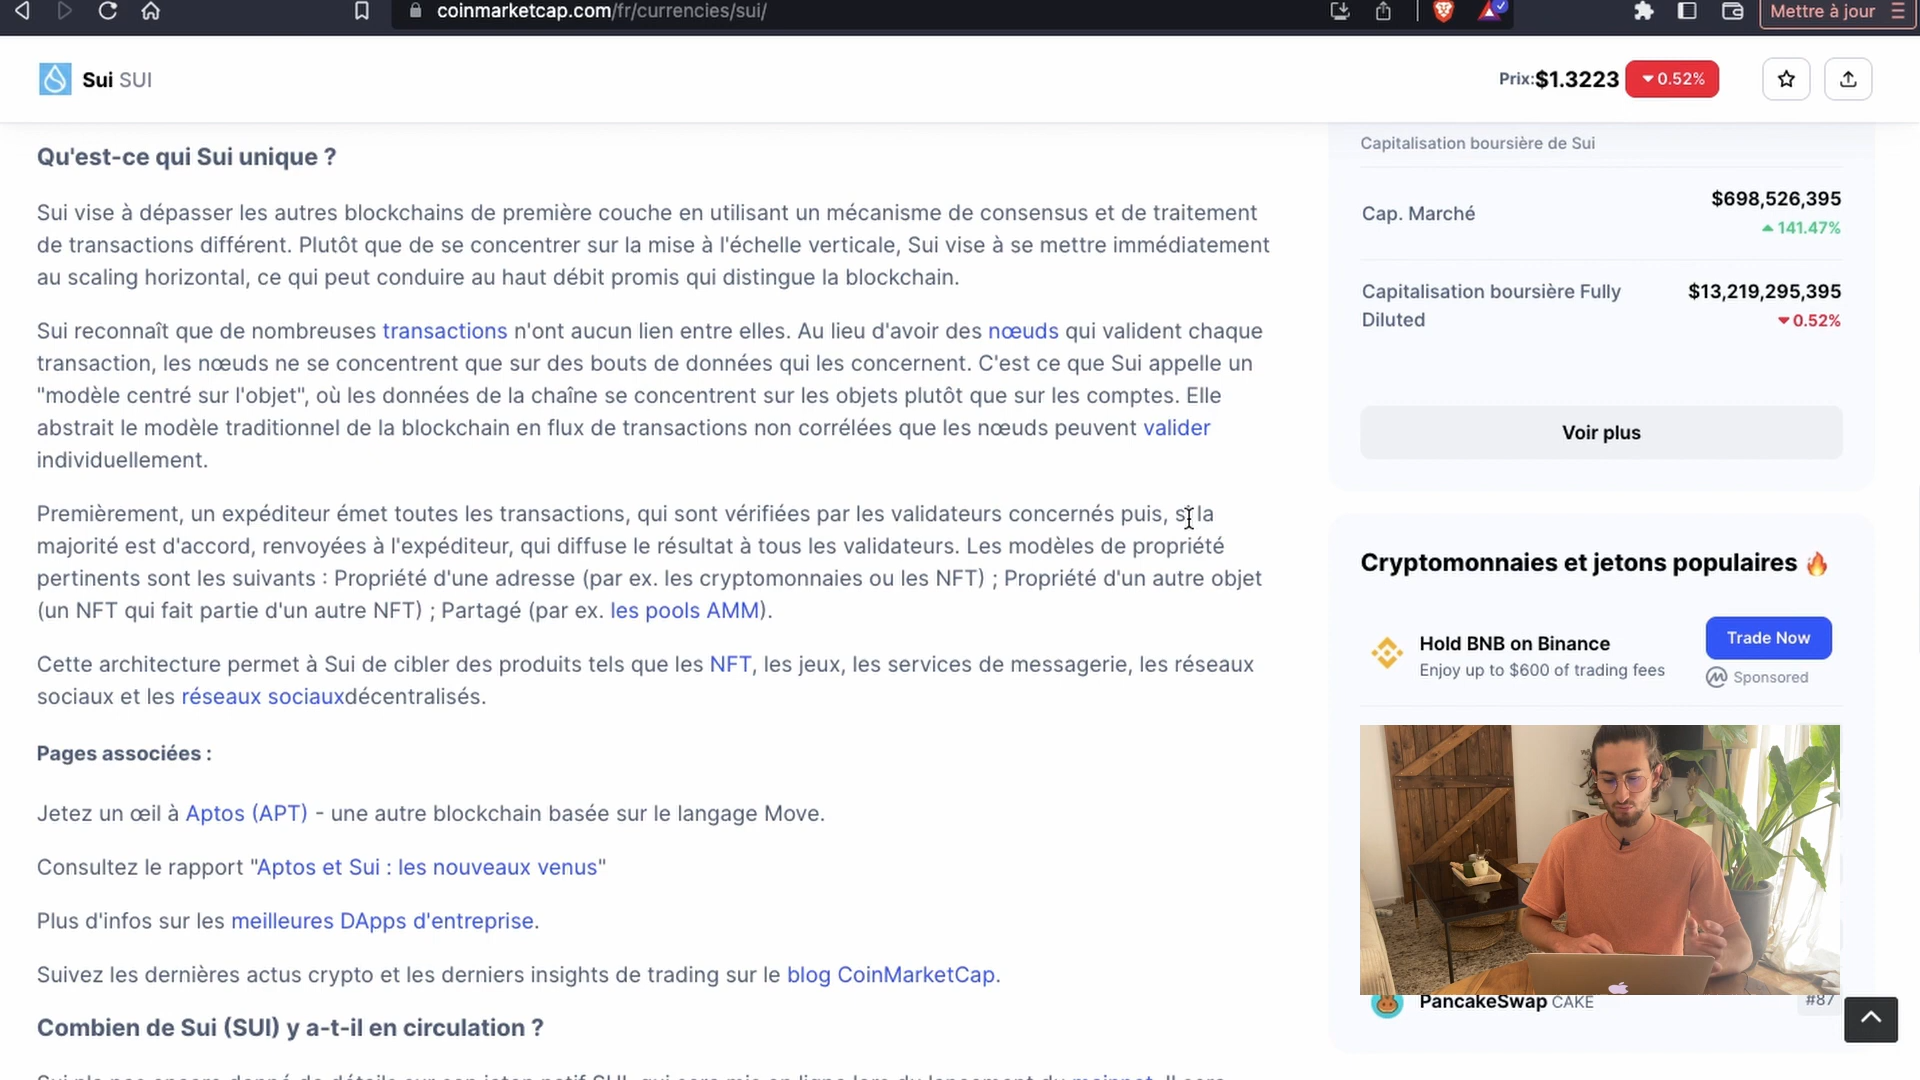 coinmarketcap.com/fr/currencies/sui/
Mettre à jour
Sui SUI
Prix:$1.3223
0.52%
Qu'est-ce qui Sui unique ?
Sui vise à dépasser les autres blockchains de première couche en utilisant un mécanisme de consensus et de traitement
de transactions différent. Plutôt que de se concentrer sur la mise à l'échelle verticale, Sui vise à se mettre immédiatement
au scaling horizontal, ce qui peut conduire au haut débit promis qui distingue la blockchain.
Sui reconnaît que de nombreuses transactions n'ont aucun lien entre elles. Au lieu d'avoir des nœuds qui valident chaque
transaction, les nœuds ne se concentrent que sur des bouts de données qui les concernent. C'est ce que Sui appelle un
"modèle centré sur l'objet", où les données de la chaîne se concentrent sur les objets plutôt que sur les comptes. Elle
abstrait le modèle traditionnel de la blockchain en flux de transactions non corrélées que les nœuds peuvent valider
individuellement.
Premièrement, un expéditeur émet toutes les transactions, qui sont vérifiées par les validateurs concernés puis, si la
majorité est d'accord, renvoyées à l'expéditeur, qui diffuse le résultat à tous les validateurs. Les modèles de propriété
pertinents sont les suivants : Propriété d'une adresse (par ex. les cryptomonnaies ou les NFT) ; Propriété d'un autre objet
(un NFT qui fait partie d'un autre NFT) ; Partagé (par ex. les pools AMM).
Cette architecture permet à Sui de cibler des produits tels que les NFT, les jeux, les services de messagerie, les réseaux
sociaux et les réseaux sociauxdécentralisés.
Pages associées :
Jetez un œil à Aptos (APT) - une autre blockchain basée sur le langage Move.
Consultez le rapport "Aptos et Sui : les nouveaux venus"
Plus d'infos sur les meilleures DApps d'entreprise.
Suivez les dernières actus crypto et les derniers insights de trading sur le blog CoinMarketCap.
Combien de Sui (SUI) y a-t-il en circulation ?
Capitalisation boursière de Sui
Cap. Marché
$698,526,395
141.47%
Capitalisation boursière Fully
Diluted
$13,219,295,395
0.52%
Voir plus
Cryptomonnaies et jetons populaires
Hold BNB on Binance
Enjoy up to $600 of trading fees
Trade Now
Sponsored
PancakeSwap CAKE
#87